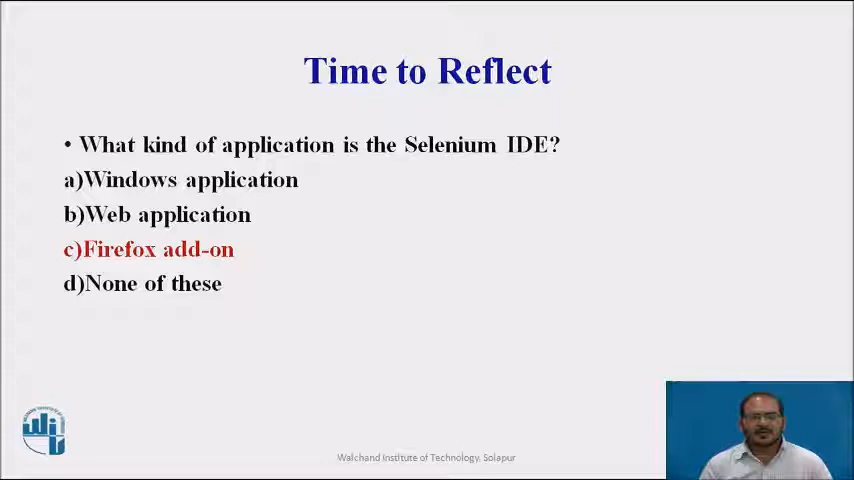 Time to Reflect
• What kind of application is the Selenium IDE?
a)Windows application
b)Web application
c)Firefox add-on
d)None of these
Walchand Institute of Technology, Solapur